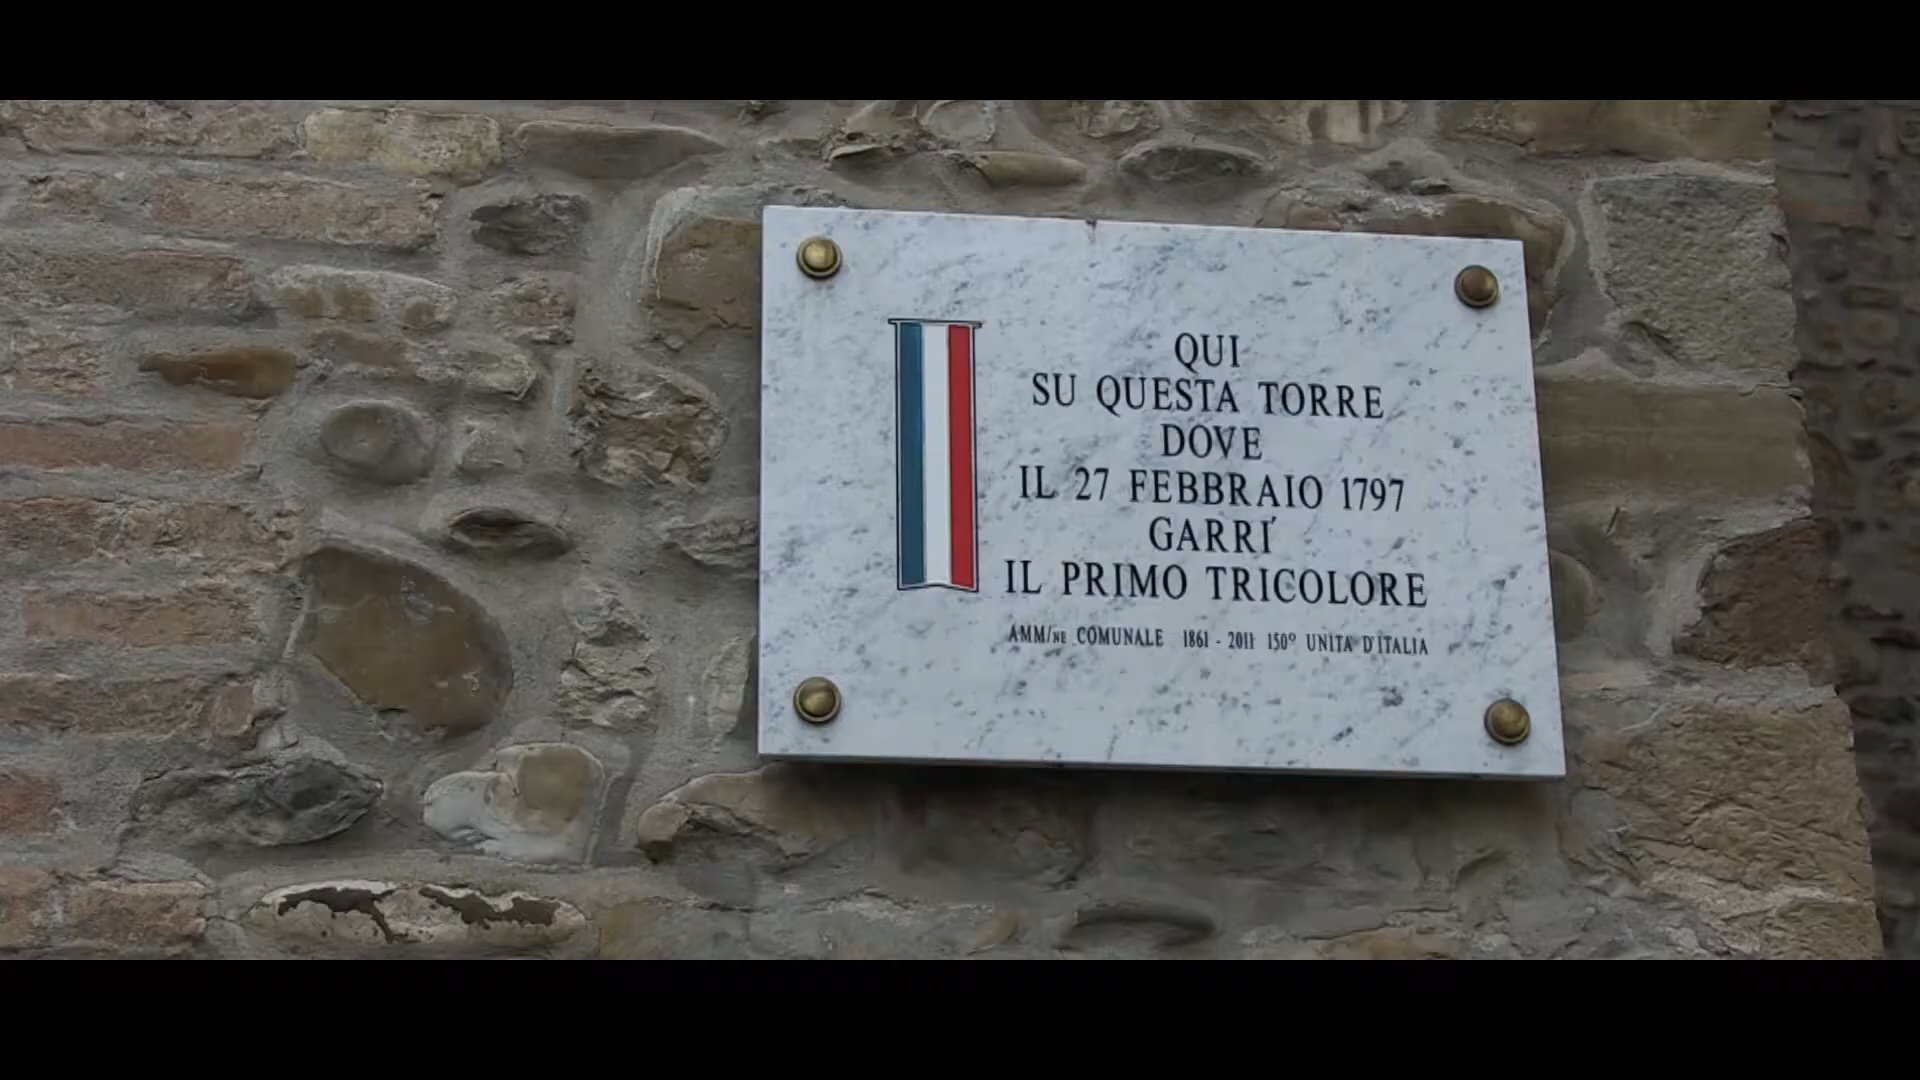 QUI
SU QUESTA TORRE
DOVE
IL 27 FEBBRAIO 1797
GARRÍ
IL PRIMO TRICOLORE
AMM/NE COMUNALE 1861 - 2011 150° UNITA' D'ITALIA